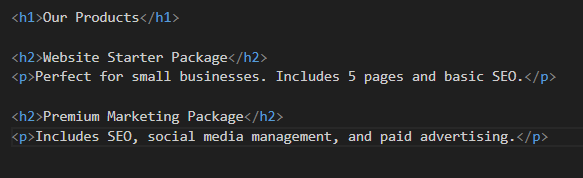 <h1>Our Products</h1>
<h2>Website Starter Package</h2>
<p>Perfect for small businesses. Includes 5 pages and basic SEO.</p>
<h2>Premium Marketing Package</h2>
<p>Includes SEO, social media management, and paid advertising.</p>